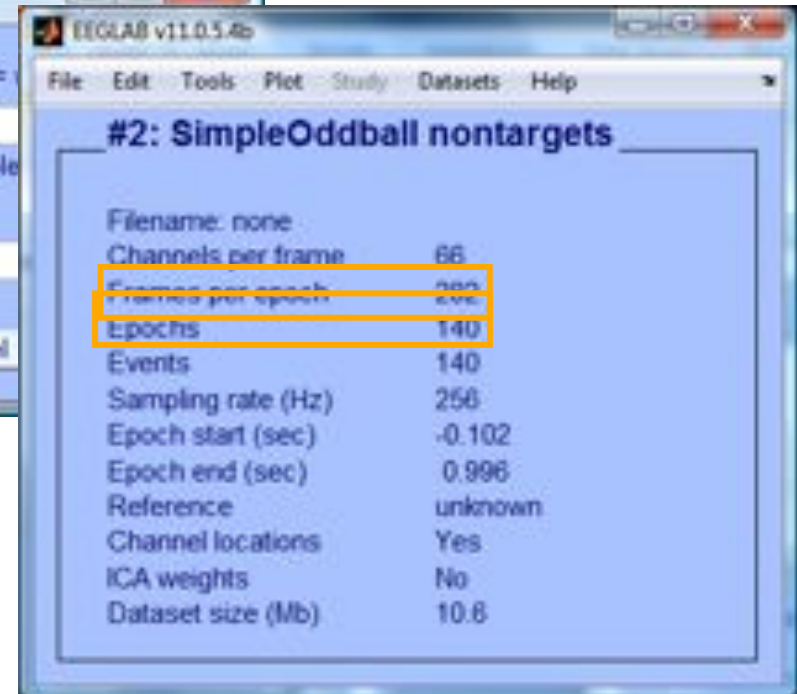 EEGLAB v11.0.5.4b
File Edit Tools Plot Study Datasets Help
#2: SimpleOddball nontargets
Filename: none
Channels per frame 66
Frames per epoch 282
Epochs 140
Events 140
Sampling rate (Hz) 256
Epoch start (sec) -0.102
Epoch end (sec) 0.996
Reference unknown
Channel locations Yes
ICA weights No
Dataset size (Mb) 10.6